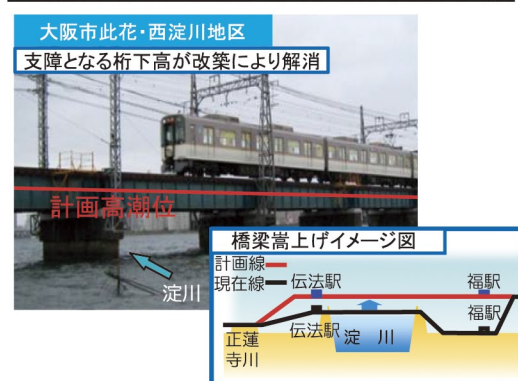 大阪市此花・西淀川地区
支障となる桁下高が改築により解消
計画高潮位
淀川
橋梁嵩上げイメージ図
計画線
現在線
伝法駅
福駅
福駅
伝法駅
淀 川
正蓮
寺川